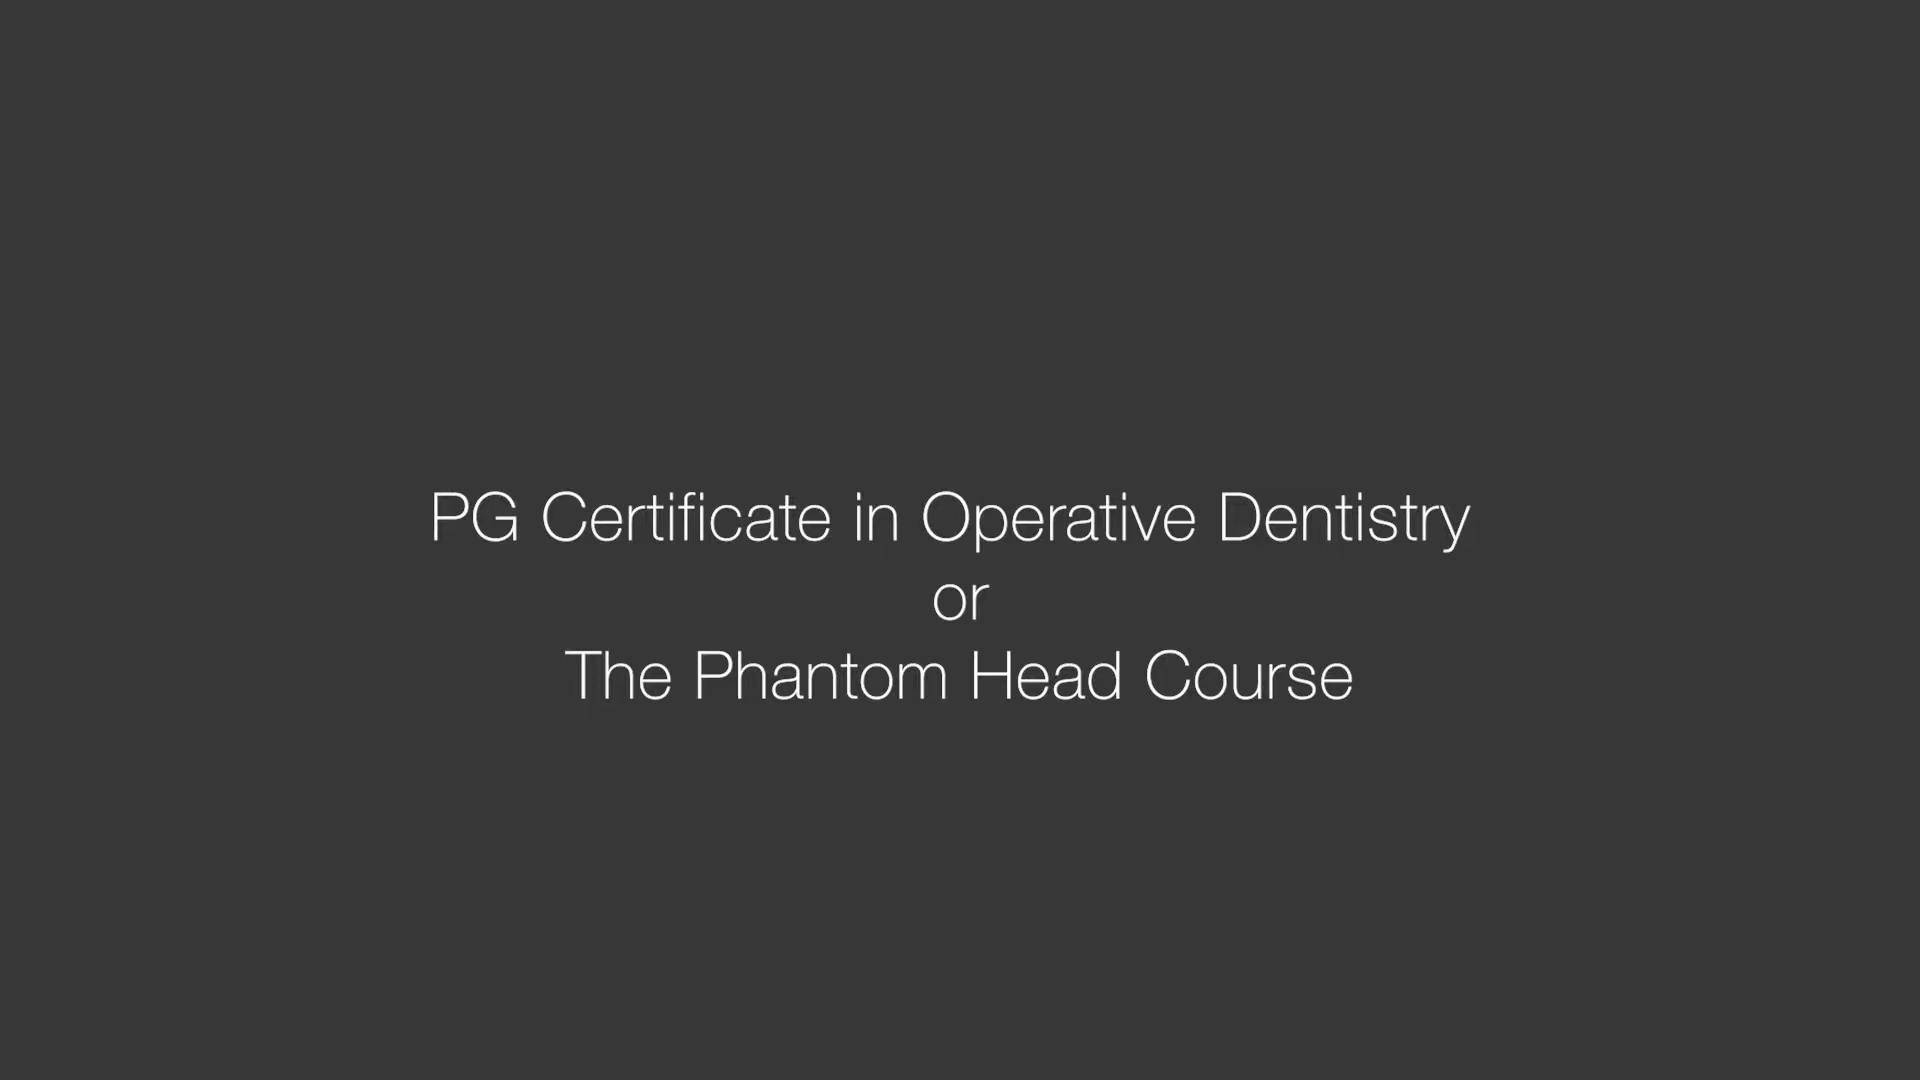 PG Certificate in Operative Dentistry
or
The Phantom Head Course